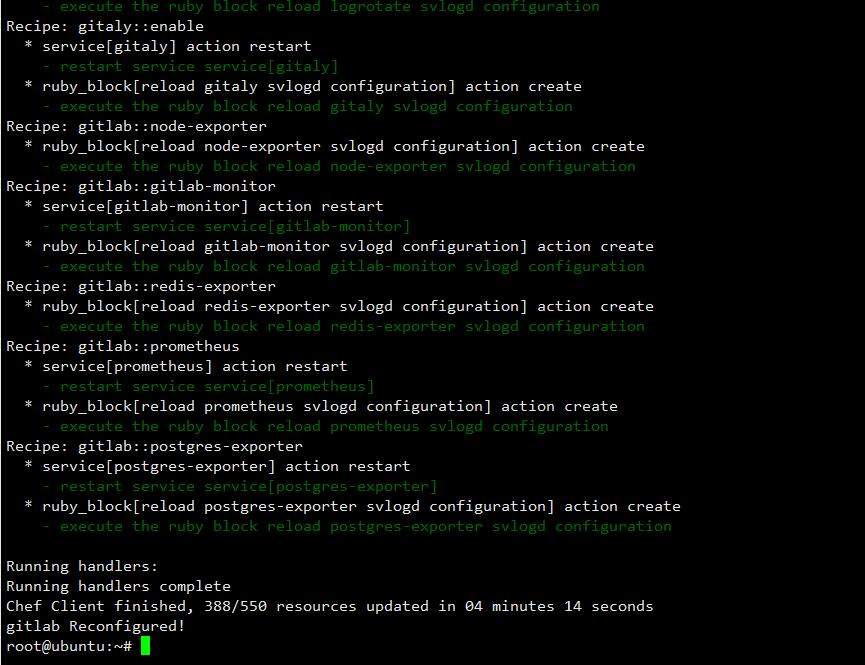 - execute the ruby block reload logrotate svlogd configuration
Recipe: gitaly::enable
* service[gitaly] action restart
- restart service service[gitaly]
* ruby_block[reload gitaly svlogd configuration] action create
- execute the ruby block reload gitaly svlogd configuration
Recipe: gitlab::node-exporter
* ruby_block[reload node-exporter svlogd configuration] action create
- execute the ruby block reload node-exporter svlogd configuration
Recipe: gitlab::gitlab-monitor
* service[gitlab-monitor] action restart
- restart service service[gitlab-monitor]
* ruby_block[reload gitlab-monitor svlogd configuration] action create
- execute the ruby block reload gitlab-monitor svlogd configuration
Recipe: gitlab::redis-exporter
* ruby_block[reload redis-exporter svlogd configuration] action create
- execute the ruby block reload redis-exporter svlogd configuration
Recipe: gitlab::prometheus
* service[prometheus] action restart
- restart service service[prometheus]
* ruby_block[reload prometheus svlogd configuration] action create
- execute the ruby block reload prometheus svlogd configuration
Recipe: gitlab::postgres-exporter
* service[postgres-exporter] action restart
- restart service service[postgres-exporter]
* ruby_block[reload postgres-exporter svlogd configuration] action create
- execute the ruby block reload postgres-exporter svlogd configuration
Running handlers:
Running handlers complete
Chef Client finished, 388/550 resources updated in 04 minutes 14 seconds
gitlab Reconfigured!
root@ubuntu:~#